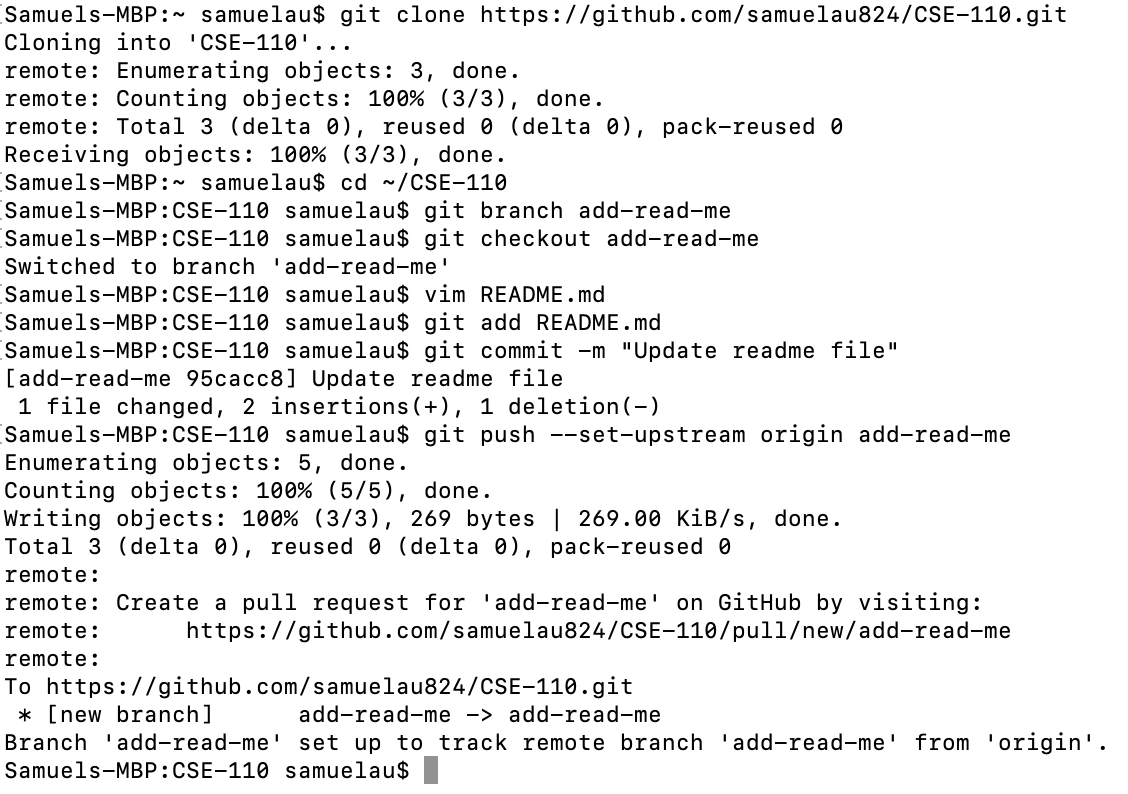 Samuels-MBP:~ samuelau$ git clone https://github.com/samuelau824/CSE-110.git
Cloning into 'CSE-110'...
remote: Enumerating objects: 3, done.
remote: Counting objects: 100% (3/3), done.
remote: Total 3 (delta 0), reused 0 (delta 0), pack-reused 0
Receiving objects: 100% (3/3), done.
Samuels-MBP:~ samuelau$ cd ~/CSE-110
Samuels-MBP:CSE-110 samuelau$ git branch add-read-me
Samuels-MBP:CSE-110 samuelau$ git checkout add-read-me
Switched to branch 'add-read-me'
Samuels-MBP:CSE-110 samuelau$ vim README.md
Samuels-MBP:CSE-110 samuelau$ git add README.md
Samuels-MBP:CSE-110 samuelau$ git commit -m "Update readme file"
[add-read-me 95cacc8] Update readme file
 1 file changed, 2 insertions(+), 1 deletion(-)
Samuels-MBP:CSE-110 samuelau$ git push --set-upstream origin add-read-me
Enumerating objects: 5, done.
Counting objects: 100% (5/5), done.
Writing objects: 100% (3/3), 269 bytes | 269.00 KiB/s, done.
Total 3 (delta 0), reused 0 (delta 0), pack-reused 0
remote:
remote: Create a pull request for 'add-read-me' on GitHub by visiting:
remote:      https://github.com/samuelau824/CSE-110/pull/new/add-read-me
remote:
To https://github.com/samuelau824/CSE-110.git
 * [new branch]      add-read-me -> add-read-me
Branch 'add-read-me' set up to track remote branch 'add-read-me' from 'origin'.
Samuels-MBP:CSE-110 samuelau$